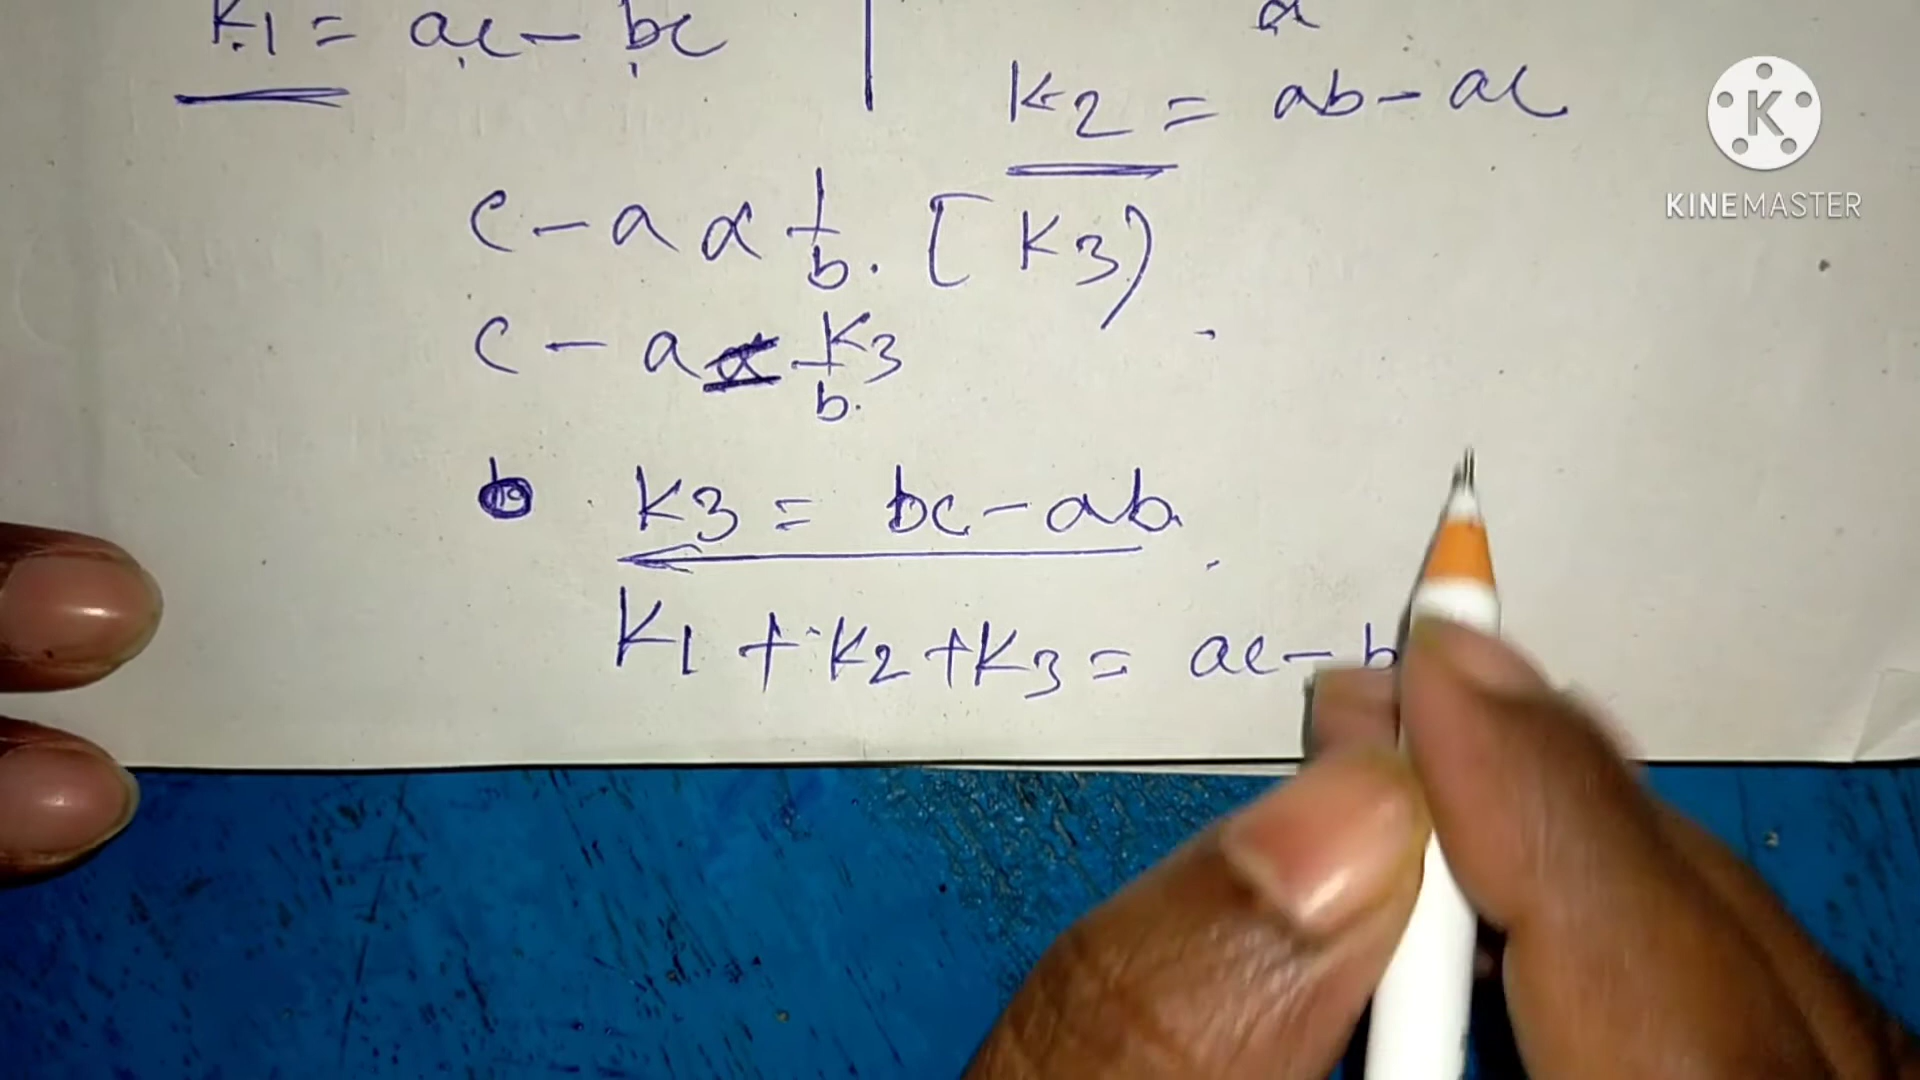 K1 = ac - bc
a
K2 = ab - ac
K
KINEMASTER
c - a ∝ 1/b. [K3)
c - a = K3/b.
b K3 = bc - ab.
K1 + K2 + K3 = ac - b